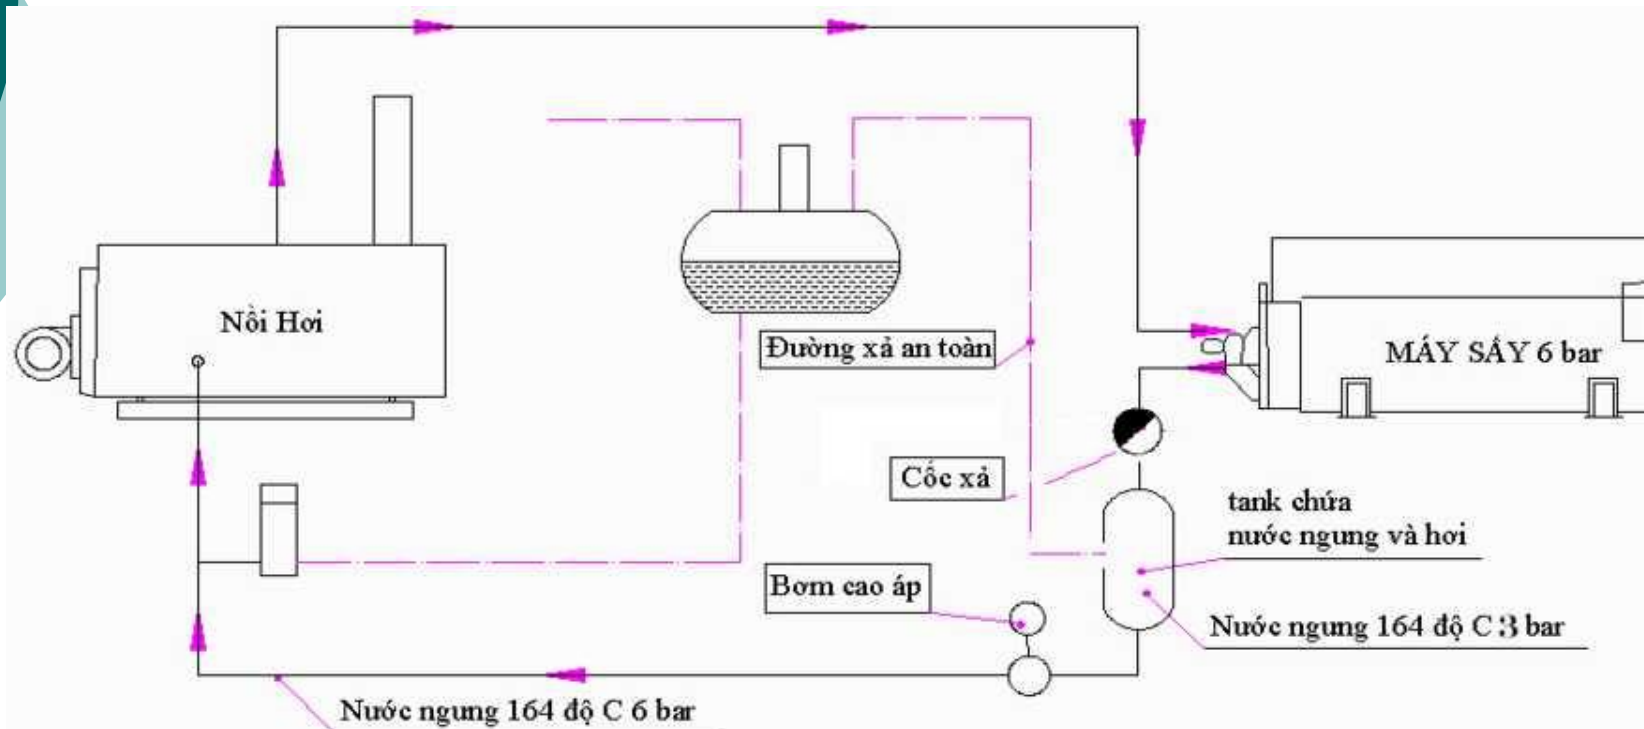 Nồi Hơi
Đường xả an toàn
MÁY SẤY 6 bar
Cốc xả
tank chứa
nước ngưng và hơi
Bơm cao áp
Nước ngưng 164 độ C 3 bar
Nước ngưng 164 độ C 6 bar